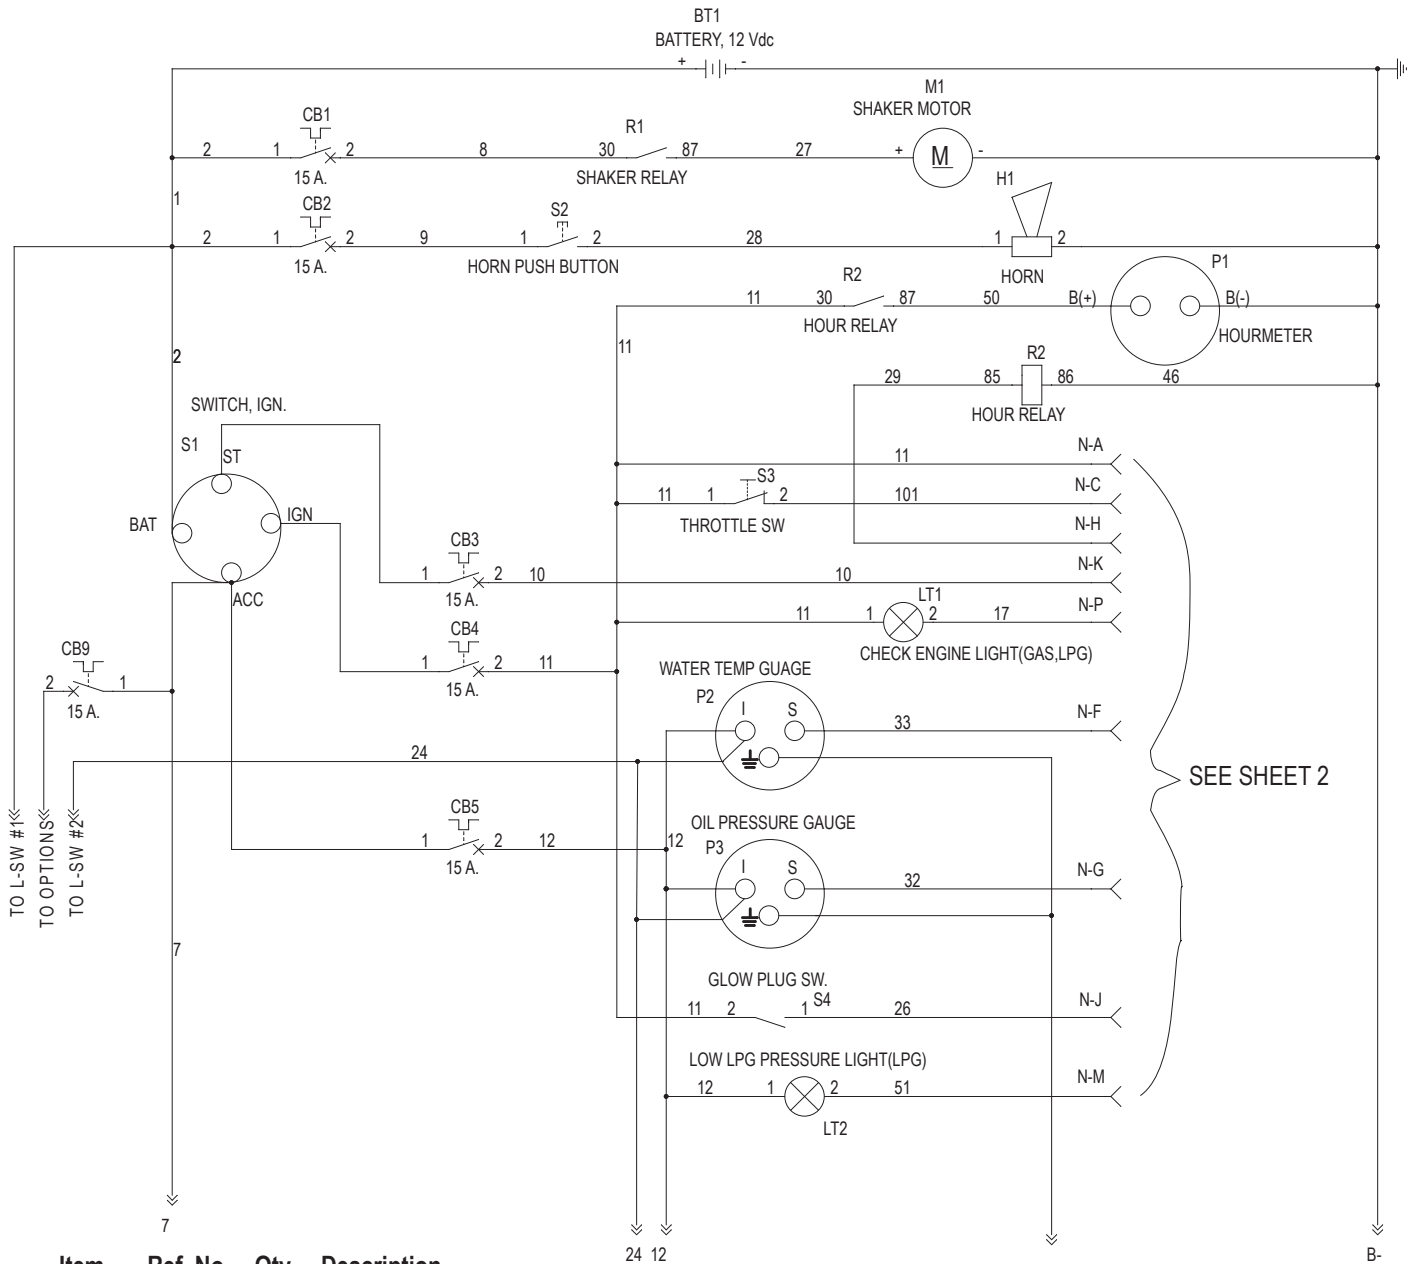 BT1
BATTERY, 12 Vdc
+ -
M1
SHAKER MOTOR
CB1
R1
2 1 2 8 30 87 27 + M -
15 A.
SHAKER RELAY
H1
1
CB2
S2
2 1 2 9 1 2 28 1 2
15 A.
HORN PUSH BUTTON
HORN
P1
R2
11 30 87 50 B(+) B(-)
HOUR RELAY
HOURMETER
11
2
R2
29 85 86 46
HOUR RELAY
SWITCH, IGN.
S1
ST
N-A
11
S3
N-C
11 1 2 101
THROTTLE SW
BAT
IGN
N-H
CB3
N-K
1 2 10 10
15 A.
ACC
LT1
N-P
11 1 2 17
CB4
CHECK ENGINE LIGHT(GAS,LPG)
1 2 11
15 A.
CB9
2 1
15 A.
WATER TEMP GUAGE
P2
I S
33
N-F
24
SEE SHEET 2
CB5
1 2 12 12
15 A.
OIL PRESSURE GAUGE
P3
I S
32
N-G
TO L-SW #1
TO OPTIONS
TO L-SW #2
7
GLOW PLUG SW.
S4
N-J
11 2 1 26
LOW LPG PRESSURE LIGHT(LPG)
N-M
12 1 2 51
LT2
7
24 12
B-
Item Ref. No. Qty. Description